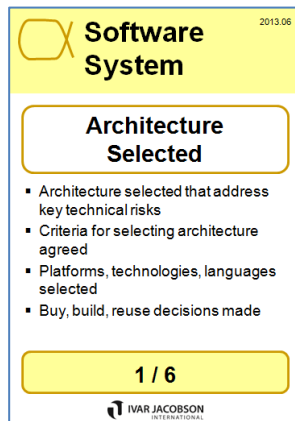 Software
System
2013.06
Architecture
Selected
▪ Architecture selected that address
key technical risks
▪ Criteria for selecting architecture
agreed
▪ Platforms, technologies, languages
selected
▪ Buy, build, reuse decisions made
1 / 6
IVAR JACOBSON
INTERNATIONAL